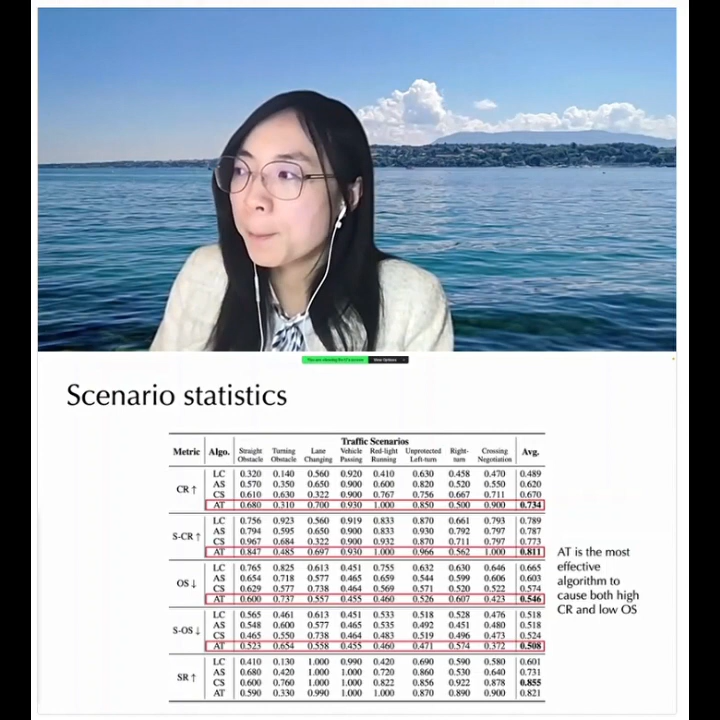 View Options
Scenario statistics
Traffic Scenarios
Metric Algo. Straight Obstacle Turning Obstacle Lane Changing Vehicle Passing Red-light Running Unprotected Left-turn Right-turn Crossing Negotiation Avg.
CR ↑
LC 0.320 0.140 0.560 0.920 0.410 0.630 0.458 0.470 0.489
AS 0.570 0.350 0.650 0.900 0.600 0.820 0.520 0.550 0.620
CS 0.610 0.630 0.322 0.900 0.767 0.756 0.667 0.711 0.670
AT 0.680 0.310 0.700 0.930 1.000 0.850 0.500 0.900 0.734
S-CR ↑
LC 0.756 0.923 0.560 0.919 0.833 0.870 0.661 0.793 0.789
AS 0.794 0.595 0.650 0.900 0.833 0.930 0.792 0.797 0.787
CS 0.967 0.684 0.322 0.900 0.932 0.870 0.711 0.797 0.773
AT 0.847 0.485 0.697 0.930 1.000 0.966 0.562 1.000 0.811
OS ↓
LC 0.765 0.825 0.613 0.451 0.755 0.632 0.630 0.646 0.665
AS 0.654 0.718 0.577 0.465 0.659 0.544 0.599 0.606 0.603
CS 0.629 0.577 0.738 0.464 0.569 0.571 0.520 0.522 0.574
AT 0.600 0.737 0.557 0.455 0.460 0.526 0.607 0.423 0.546
S-OS ↓
LC 0.565 0.461 0.613 0.451 0.533 0.518 0.528 0.476 0.518
AS 0.548 0.600 0.577 0.465 0.535 0.492 0.451 0.480 0.518
CS 0.465 0.550 0.738 0.464 0.483 0.519 0.496 0.473 0.524
AT 0.523 0.654 0.558 0.455 0.460 0.471 0.574 0.372 0.508
SR ↑
LC 0.410 0.130 1.000 0.990 0.420 0.690 0.590 0.580 0.601
AS 0.680 0.420 1.000 1.000 0.720 0.860 0.530 0.640 0.731
CS 0.600 0.760 1.000 1.000 0.822 0.856 0.922 0.878 0.855
AT 0.590 0.330 0.990 1.000 1.000 0.870 0.890 0.900 0.821
AT is the most
effective
algorithm to
cause both high
CR and low OS